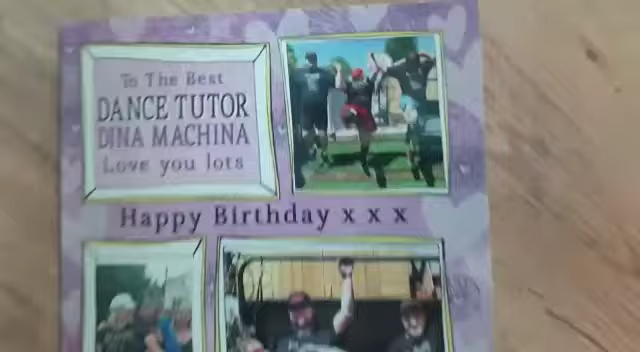 To The Best
DANCE TUTOR
DINA MACHINA
Love you lots
Happy Birthday x x x